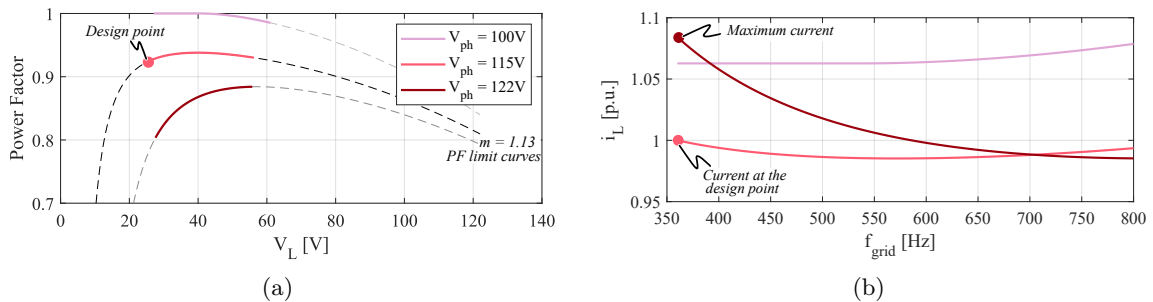 Power Factor
1
0.9
0.8
0.7
Design point
V_ph = 100V
V_ph = 115V
V_ph = 122V
m = 1.13
PF limit curves
0 20 40 60 80 100 120 140
V_L [V]
(a)
i_L [p.u.]
1.1
1.05
1
0.95
Maximum current
Current at the
design point
350 400 450 500 550 600 650 700 750 800
f_grid [Hz]
(b)